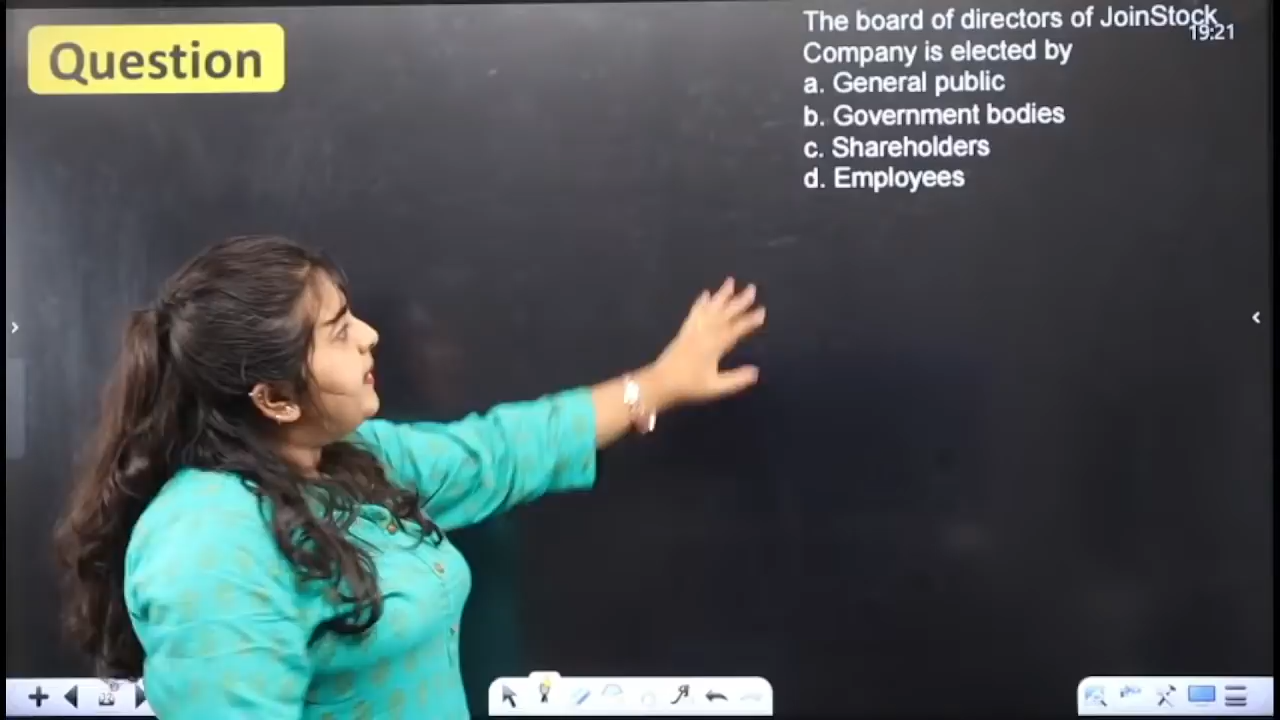 Question
The board of directors of JoinStock
19:21
Company is elected by
a. General public
b. Government bodies
c. Shareholders
d. Employees